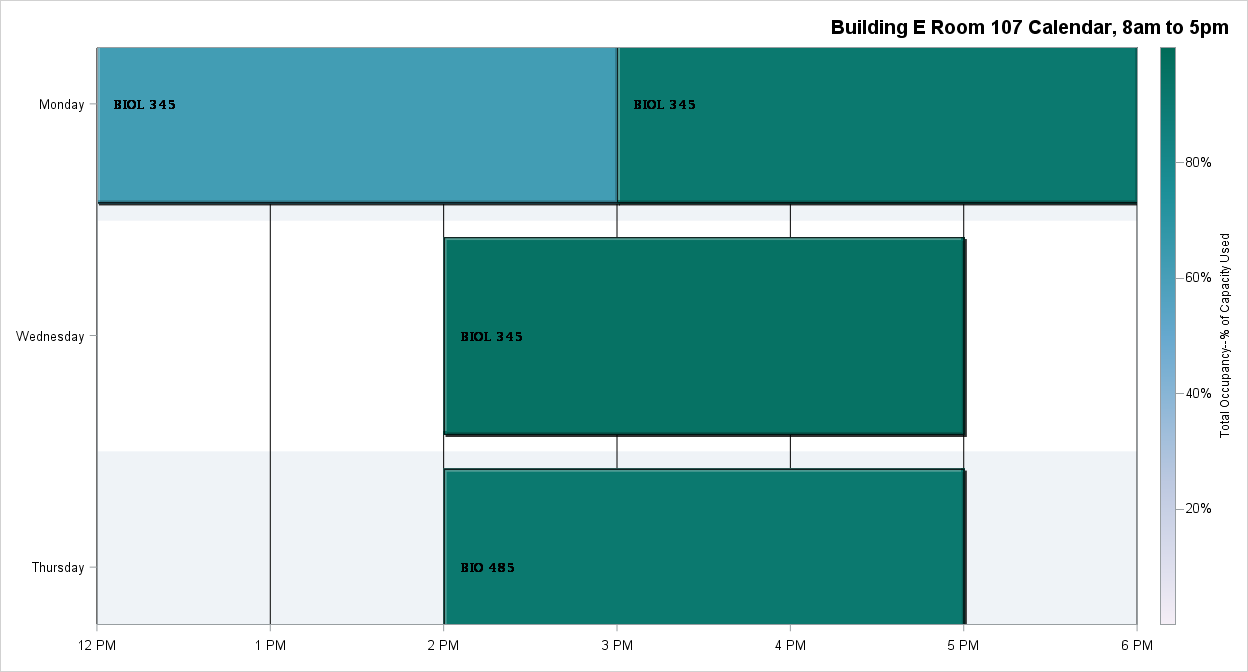 Building E Room 107 Calendar, 8am to 5pm
Monday
BIOL 345
BIOL 345
80%
60%
Total Occupancy--% of Capacity Used
Wednesday
BIOL 345
40%
20%
Thursday
BIO 485
12 PM
1 PM
2 PM
3 PM
4 PM
5 PM
6 PM